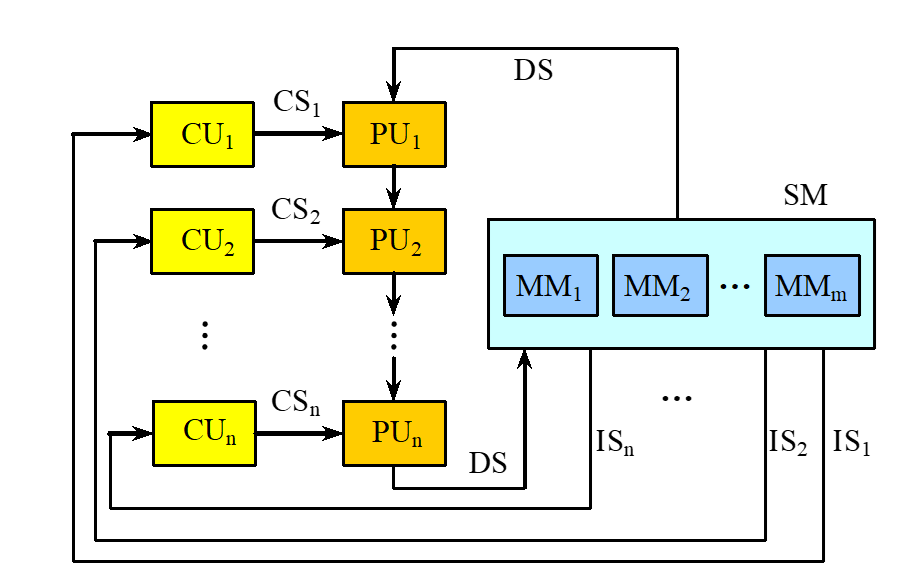 DS
CS₁
CU₁
PU₁
SM
CS₂
CU₂
PU₂
MM₁
MM₂
...
MMₘ
⋮
⋮
...
CSₙ
CUₙ
PUₙ
ISₙ
IS₂
IS₁
DS